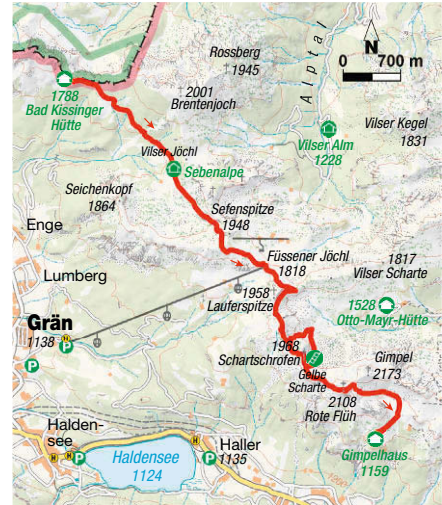 Rossberg
1945
Alptal
N
0 700 m
1788
Bad Kissinger
Hütte
2001
Brentenjoch
Vilser Kegel
1831
Vilser Jöchl
Vilser Alm
1228
Sebenalpe
Seichenkopf
1864
Sefenspitze
1948
Enge
Füssener Jöchl
1818
1817
Vilser Scharte
Lumberg
1958
Lauferspitze
1528
Otto-Mayr-Hütte
Grän
1138
P
H
P
1968
Schartschrofen
Gimpel
2173
Gelbe
Scharte
2108
Rote Flüh
Halden-
see
H
H
P
H
P
Haller
1135
Haldensee
1124
Gimpelhaus
1159